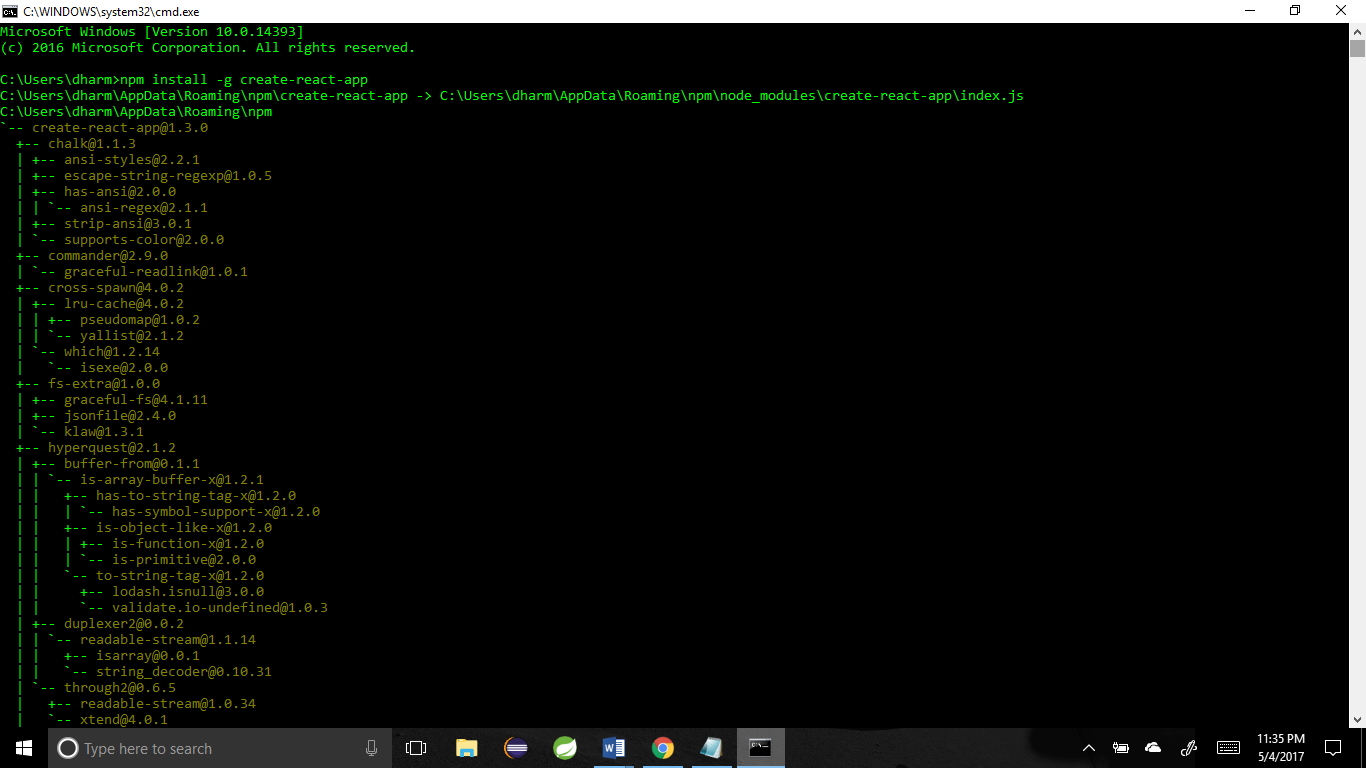 C:\WINDOWS\system32\cmd.exe
Microsoft Windows [Version 10.0.14393]
(c) 2016 Microsoft Corporation. All rights reserved.
C:\Users\dharm>npm install -g create-react-app
C:\Users\dharm\AppData\Roaming\npm\create-react-app -> C:\Users\dharm\AppData\Roaming\npm\node_modules\create-react-app\index.js
C:\Users\dharm\AppData\Roaming\npm
`-- create-react-app@1.3.0
  +-- chalk@1.1.3
  | +-- ansi-styles@2.2.1
  | +-- escape-string-regexp@1.0.5
  | +-- has-ansi@2.0.0
  | | `-- ansi-regex@2.1.1
  | +-- strip-ansi@3.0.1
  | `-- supports-color@2.0.0
  +-- commander@2.9.0
  | `-- graceful-readlink@1.0.1
  +-- cross-spawn@4.0.2
  | +-- lru-cache@4.0.2
  | | +-- pseudomap@1.0.2
  | | `-- yallist@2.1.2
  | `-- which@1.2.14
  |   `-- isexe@2.0.0
  +-- fs-extra@1.0.0
  | +-- graceful-fs@4.1.11
  | +-- jsonfile@2.4.0
  | `-- klaw@1.3.1
  +-- hyperquest@2.1.2
  | +-- buffer-from@0.1.1
  | | `-- is-array-buffer-x@1.2.1
  | |   +-- has-to-string-tag-x@1.2.0
  | |   | `-- has-symbol-support-x@1.2.0
  | |   +-- is-object-like-x@1.2.0
  | |   | +-- is-function-x@1.2.0
  | |   | `-- is-primitive@2.0.0
  | |   `-- to-string-tag-x@1.2.0
  | |     +-- lodash.isnull@3.0.0
  | |     `-- validate.io-undefined@1.0.3
  | +-- duplexer2@0.0.2
  | | `-- readable-stream@1.1.14
  | |   +-- isarray@0.0.1
  | |   `-- string_decoder@0.10.31
  | `-- through2@0.6.5
  |   +-- readable-stream@1.0.34
  |   `-- xtend@4.0.1
Type here to search
11:35 PM
5/4/2017